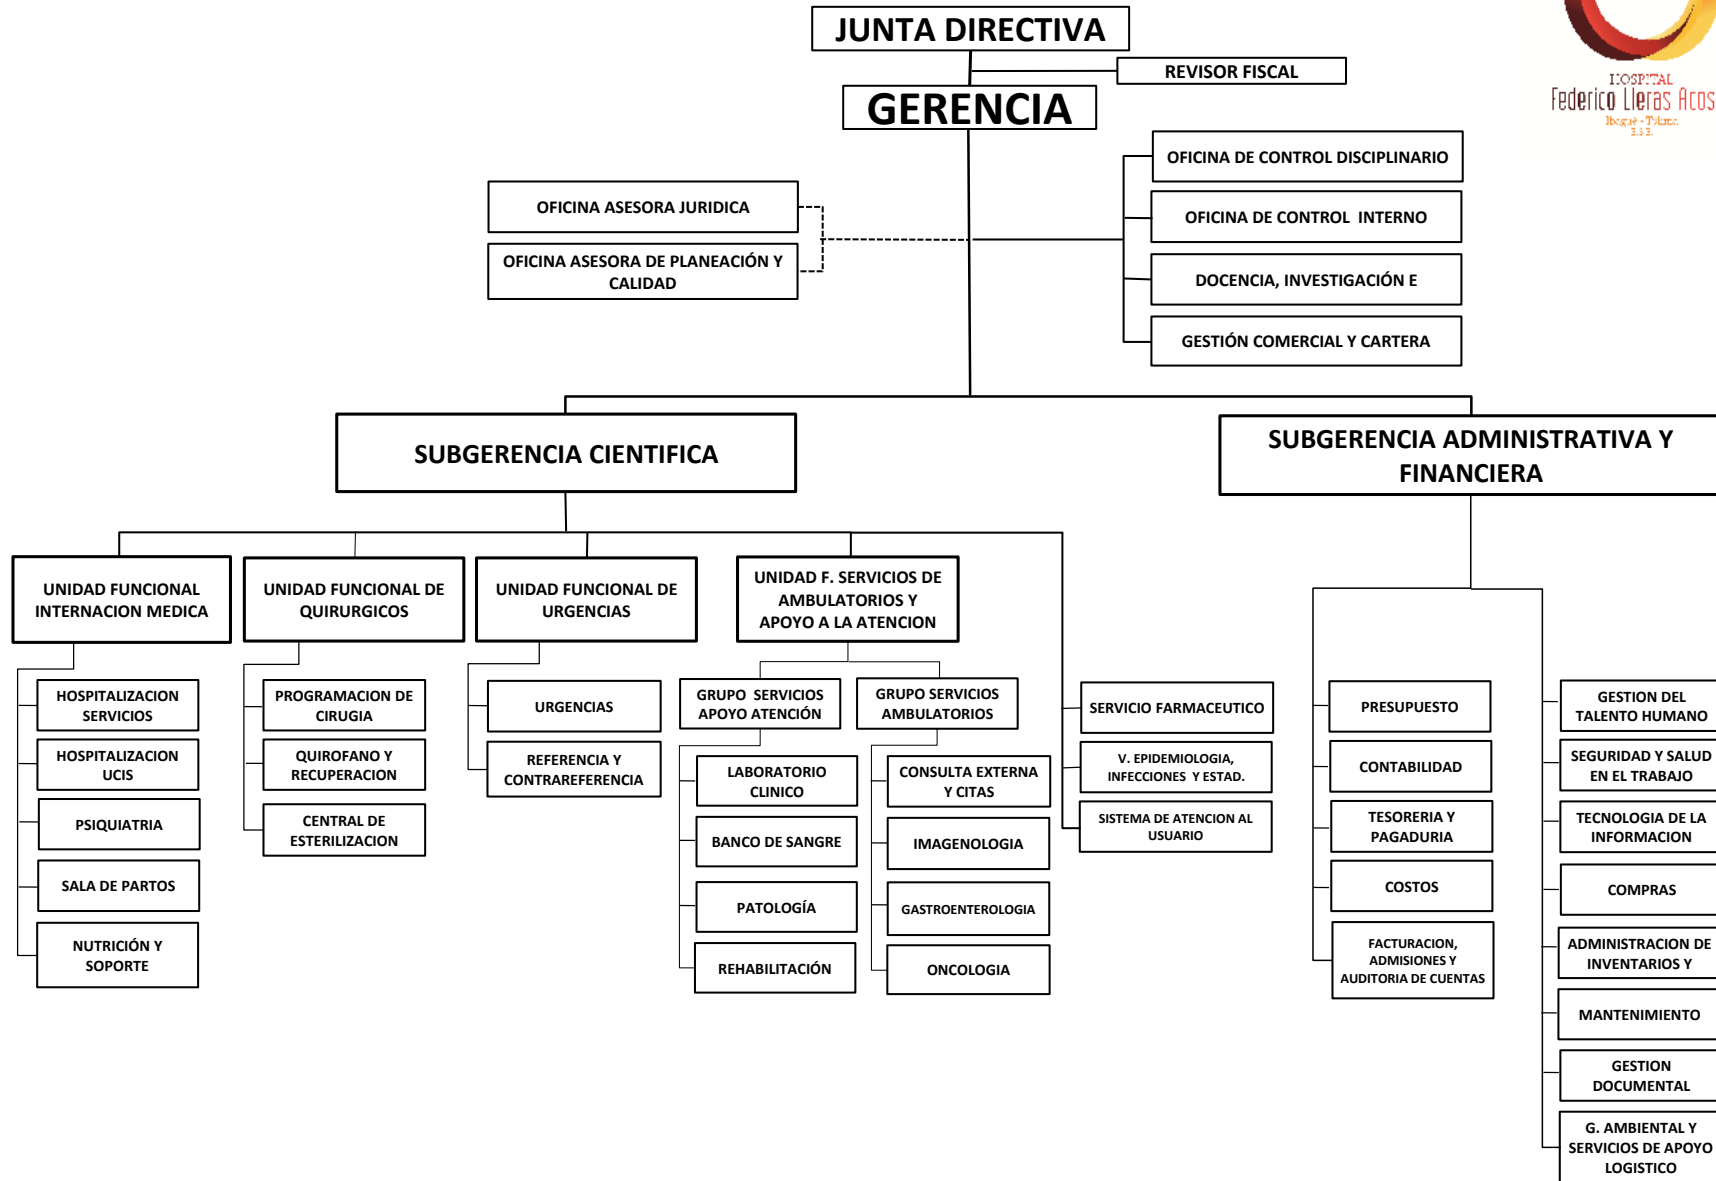 JUNTA DIRECTIVA
REVISOR FISCAL
GERENCIA
HOSPITAL
Federico Lleras Acos
Ibagué - Tolima
E.S.E.
OFICINA DE CONTROL DISCIPLINARIO
OFICINA DE CONTROL INTERNO
DOCENCIA, INVESTIGACIÓN E
GESTIÓN COMERCIAL Y CARTERA
OFICINA ASESORA JURIDICA
OFICINA ASESORA DE PLANEACIÓN Y
CALIDAD
SUBGERENCIA CIENTIFICA
SUBGERENCIA ADMINISTRATIVA Y
FINANCIERA
UNIDAD FUNCIONAL
INTERNACION MEDICA
UNIDAD FUNCIONAL DE
QUIRURGICOS
UNIDAD FUNCIONAL DE
URGENCIAS
UNIDAD F. SERVICIOS DE
AMBULATORIOS Y
APOYO A LA ATENCION
HOSPITALIZACION
SERVICIOS
HOSPITALIZACION
UCIS
PSIQUIATRIA
SALA DE PARTOS
NUTRICIÓN Y
SOPORTE
PROGRAMACION DE
CIRUGIA
QUIROFANO Y
RECUPERACION
CENTRAL DE
ESTERILIZACION
URGENCIAS
REFERENCIA Y
CONTRAREFERENCIA
GRUPO SERVICIOS
APOYO ATENCIÓN
LABORATORIO
CLINICO
BANCO DE SANGRE
PATOLOGÍA
REHABILITACIÓN
GRUPO SERVICIOS
AMBULATORIOS
CONSULTA EXTERNA
Y CITAS
IMAGENOLOGIA
GASTROENTEROLOGIA
ONCOLOGIA
SERVICIO FARMACEUTICO
V. EPIDEMIOLOGIA,
INFECCIONES Y ESTAD.
SISTEMA DE ATENCION AL
USUARIO
PRESUPUESTO
CONTABILIDAD
TESORERIA Y
PAGADURIA
COSTOS
FACTURACION,
ADMISIONES Y
AUDITORIA DE CUENTAS
GESTION DEL
TALENTO HUMANO
SEGURIDAD Y SALUD
EN EL TRABAJO
TECNOLOGIA DE LA
INFORMACION
COMPRAS
ADMINISTRACION DE
INVENTARIOS Y
MANTENIMIENTO
GESTION
DOCUMENTAL
G. AMBIENTAL Y
SERVICIOS DE APOYO
LOGISTICO